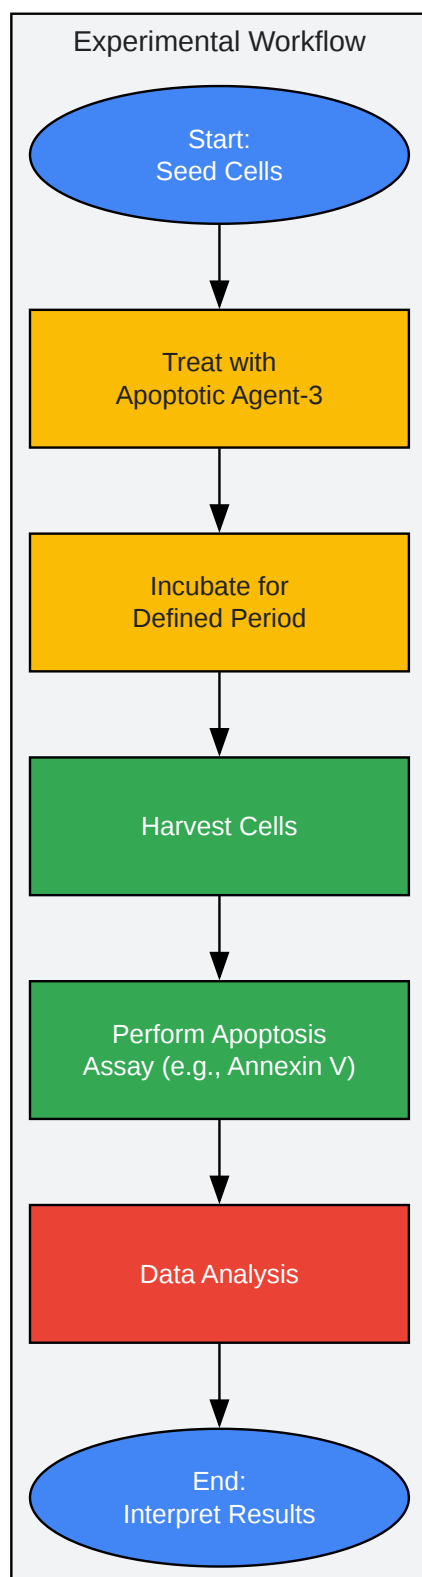 Experimental Workflow
Start:
Seed Cells
Treat with
Apoptotic Agent-3
Incubate for
Defined Period
Harvest Cells
Perform Apoptosis
Assay (e.g., Annexin V)
Data Analysis
End:
Interpret Results